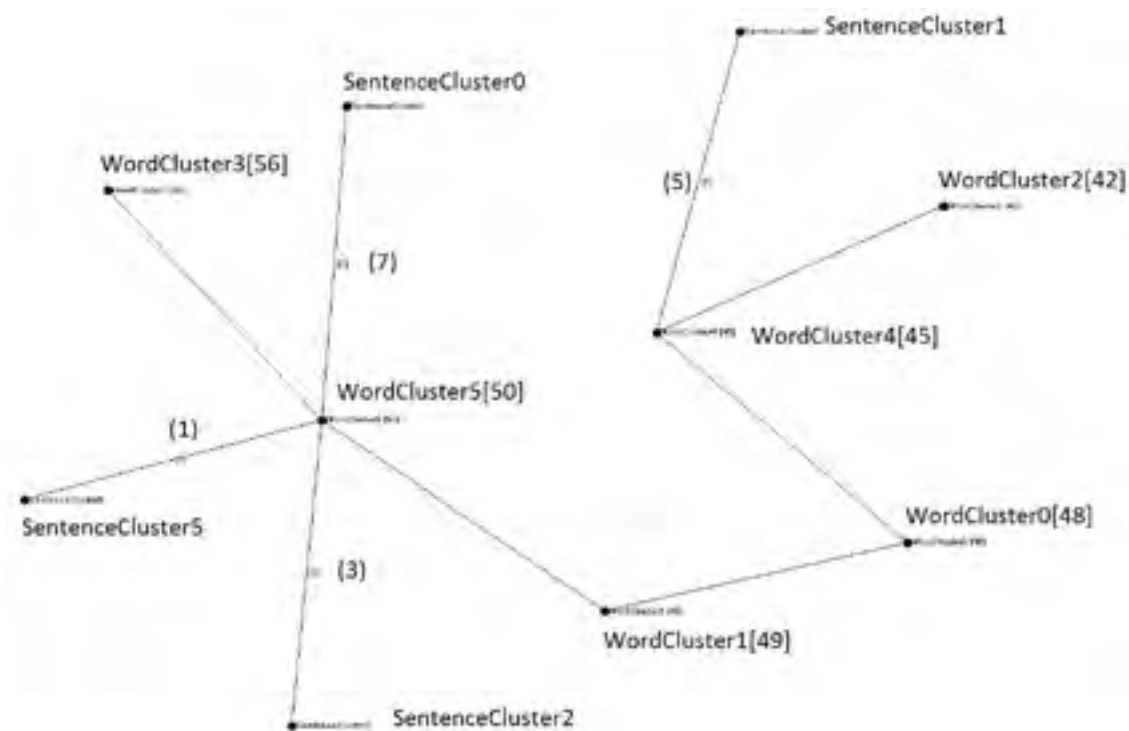 SentenceCluster1
SentenceCluster0
WordCluster3[56]
WordCluster2[42]
(5)
(7)
WordCluster4[45]
WordCluster5[50]
(1)
SentenceCluster5
WordCluster0[48]
(3)
WordCluster1[49]
SentenceCluster2